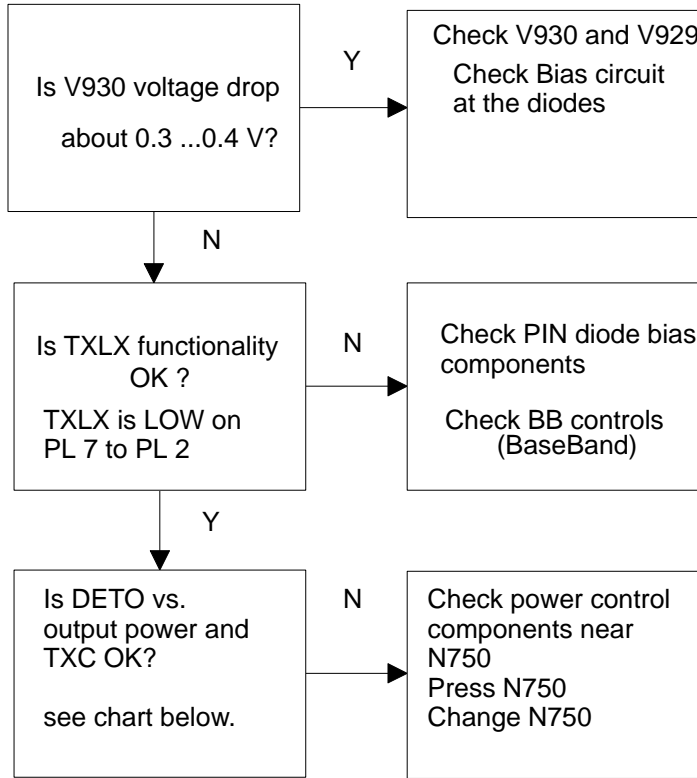 Is V930 voltage drop
about 0.3 ...0.4 V?
Y
Check V930 and V929
Check Bias circuit
at the diodes
N
Is TXLX functionality
OK ?
TXLX is LOW on
PL 7 to PL 2
N
Check PIN diode bias
components
Check BB controls
(BaseBand)
Y
Is DETO vs.
output power and
TXC OK?
see chart below.
N
Check power control
components near
N750
Press N750
Change N750